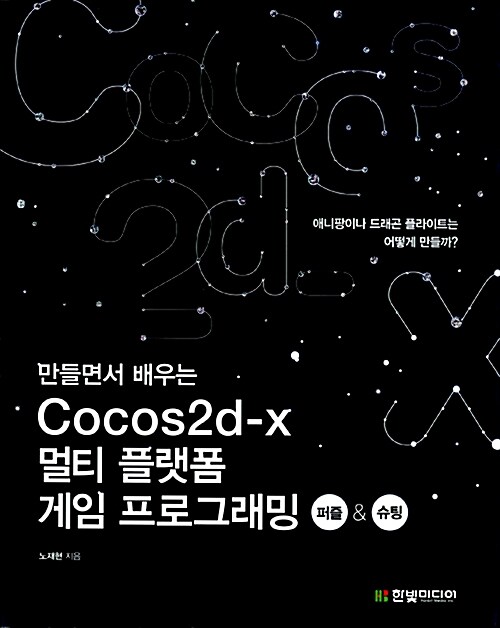 Cocos
2d-x
애니팡이나 드래곤 플라이트는
어떻게 만들까?
만들면서 배우는
Cocos2d-x
멀티 플랫폼
게임 프로그래밍 퍼즐 & 슈팅
노재현 지음
HB 한빛미디어